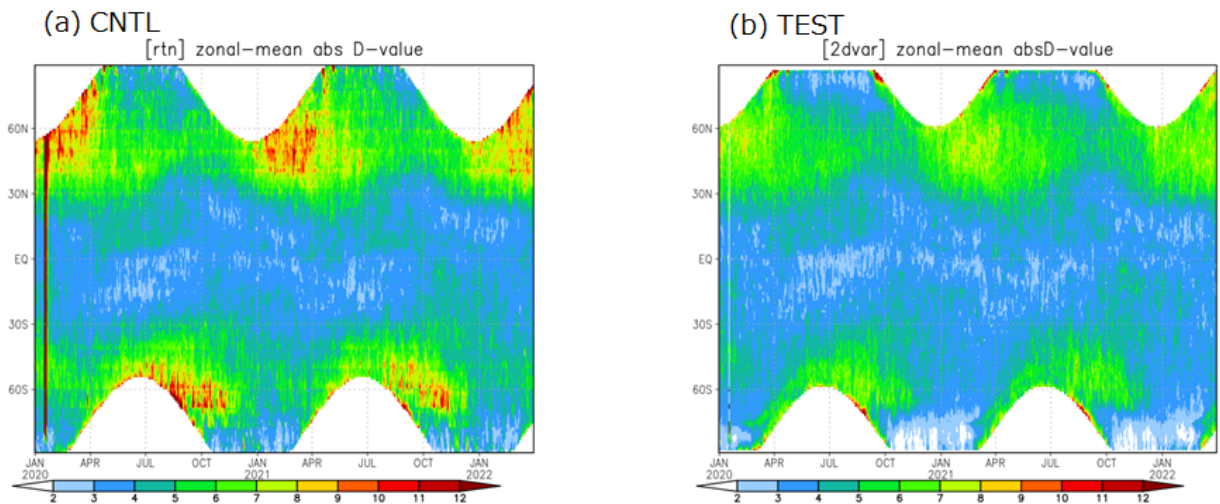 (a) CNTL
[rtn] zonal-mean abs D-value
60N
30N
EQ
30S
60S
JAN APR JUL OCT JAN APR JUL OCT JAN
2020 2021 2022
2 3 4 5 6 7 8 9 10 11 12
(b) TEST
[2dvar] zonal-mean absD-value
60N
30N
EQ
30S
60S
JAN APR JUL OCT JAN APR JUL OCT JAN
2020 2021 2022
2 3 4 5 6 7 8 9 10 11 12